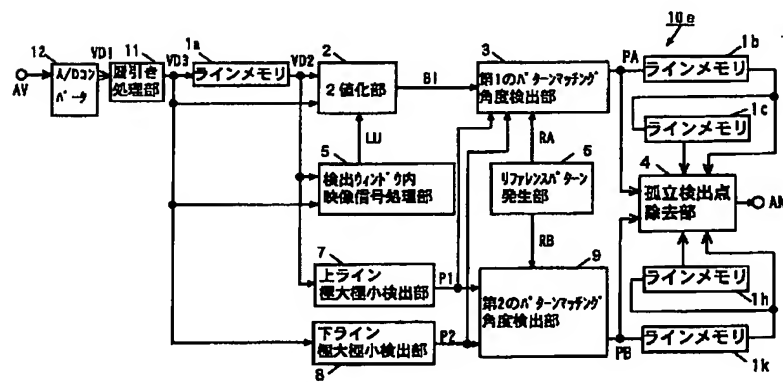 10e
12
VD1
11
1a
2
3
1b
A/Dコン
バータ
AV
間引き
処理部
VD3
ラインメモリ
VD2
2値化部
BI
第1のパターンマッチング
角度検出部
PA
ラインメモリ
1c
ラインメモリ
LU
RA
5
検出ウィンドウ内
映像信号処理部
6
リファレンスパターン
発生部
4
孤立検出点
除去部
AN
RB
7
上ライン
極大極小検出部
P1
9
第2のパターンマッチング
角度検出部
ラインメモリ
1h
下ライン
極大極小検出部
P2
8
PB
ラインメモリ
1k